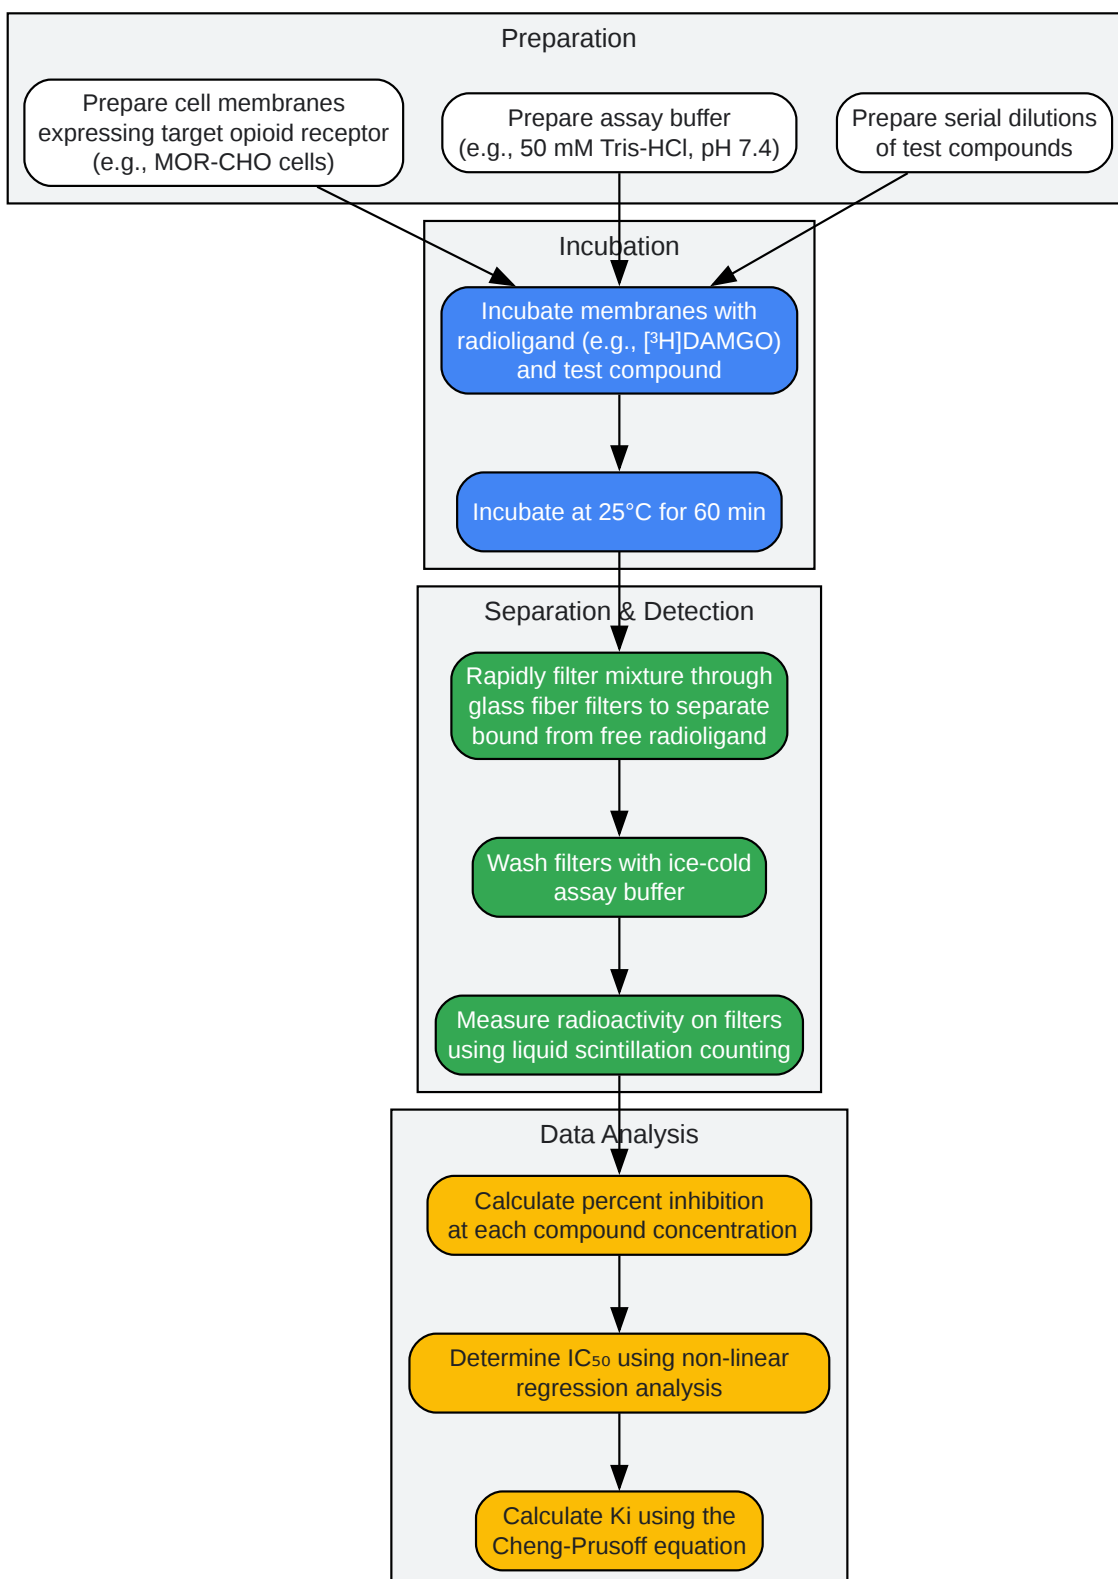 Preparation
Prepare cell membranes
expressing target opioid receptor
(e.g., MOR-CHO cells)
Prepare assay buffer
(e.g., 50 mM Tris-HCl, pH 7.4)
Prepare serial dilutions
of test compounds
Incubation
Incubate membranes with
radioligand (e.g., [³H]DAMGO)
and test compound
Incubate at 25°C for 60 min
Separation & Detection
Rapidly filter mixture through
glass fiber filters to separate
bound from free radioligand
Wash filters with ice-cold
assay buffer
Measure radioactivity on filters
using liquid scintillation counting
Data Analysis
Calculate percent inhibition
at each compound concentration
Determine IC₅₀ using non-linear
regression analysis
Calculate Ki using the
Cheng-Prusoff equation